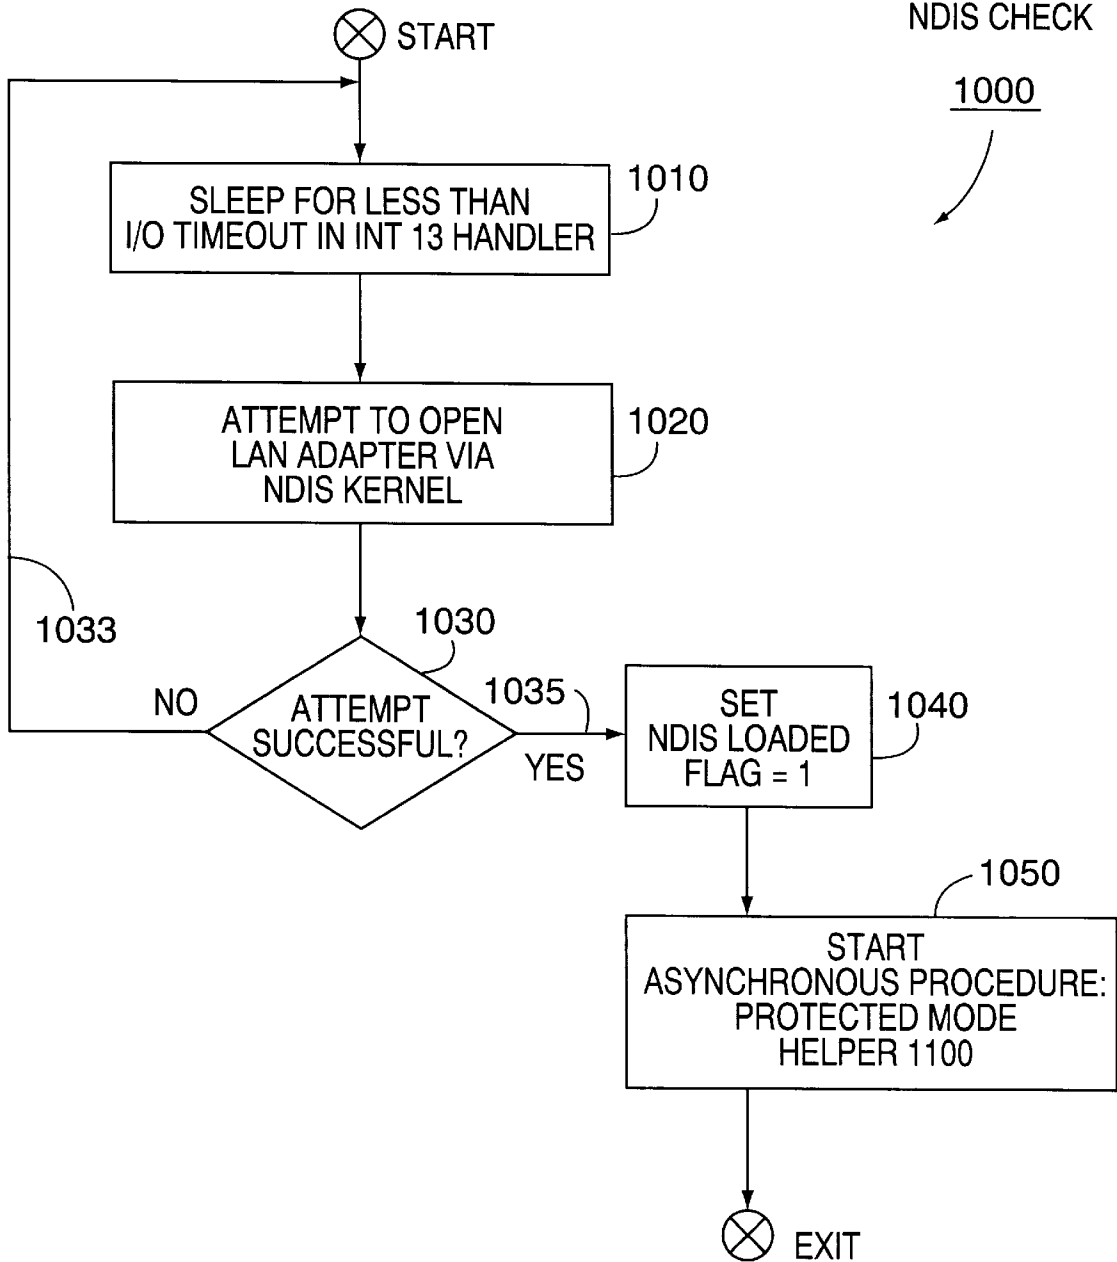 START
NDIS CHECK
1000
1010
SLEEP FOR LESS THAN
I/O TIMEOUT IN INT 13 HANDLER
1020
ATTEMPT TO OPEN
LAN ADAPTER VIA
NDIS KERNEL
1033
1030
NO
ATTEMPT
SUCCESSFUL?
1035
YES
1040
SET
NDIS LOADED
FLAG = 1
1050
START
ASYNCHRONOUS PROCEDURE:
PROTECTED MODE
HELPER 1100
EXIT